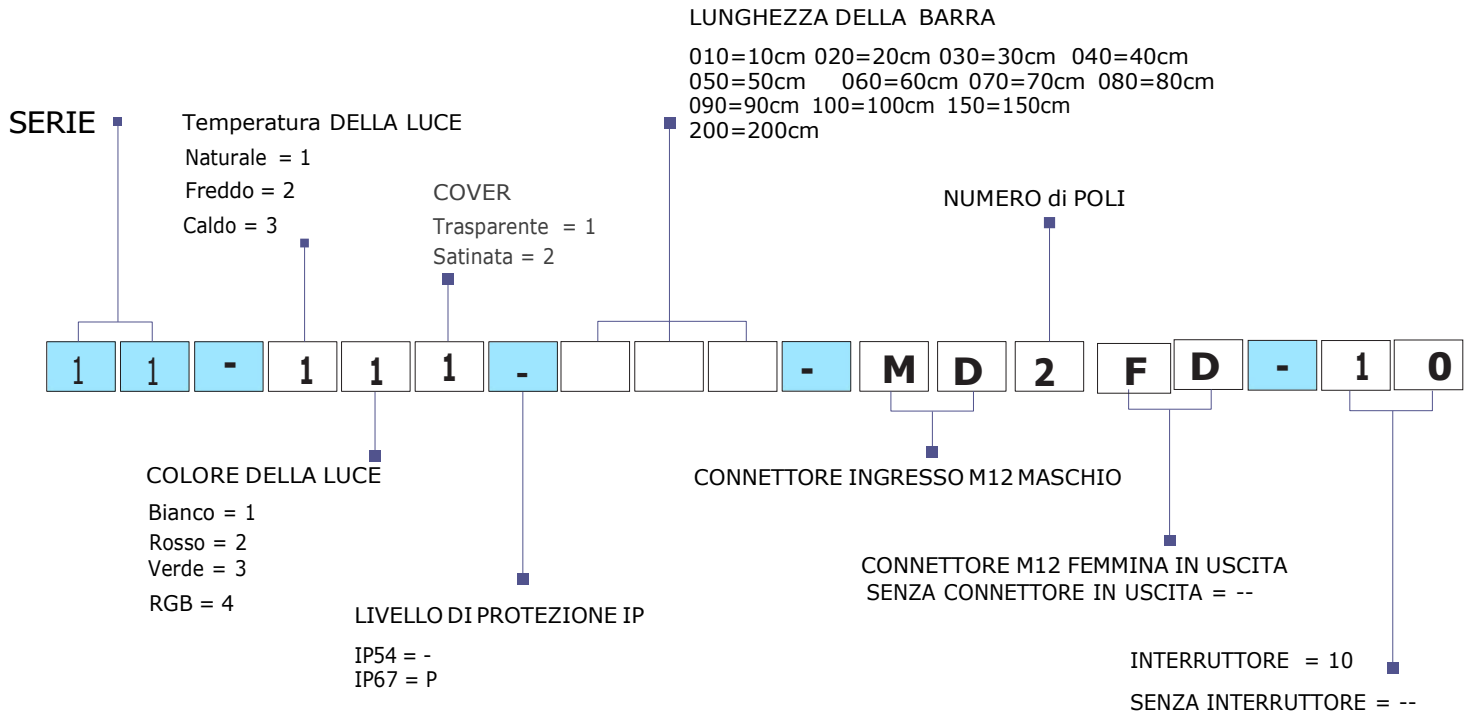 LUNGHEZZA DELLA BARRA
010=10cm 020=20cm 030=30cm 040=40cm
050=50cm 060=60cm 070=70cm 080=80cm
090=90cm 100=100cm 150=150cm
200=200cm
SERIE
Temperatura DELLA LUCE
Naturale = 1
Freddo = 2
Caldo = 3
COVER
Trasparente = 1
Satinata = 2
NUMERO di POLI
1 1 - 1 1 1 - - M D 2 F D - 1 0
COLORE DELLA LUCE
Bianco = 1
Rosso = 2
Verde = 3
RGB = 4
LIVELLO DI PROTEZIONE IP
IP54 = -
IP67 = P
CONNETTORE INGRESSO M12 MASCHIO
CONNETTORE M12 FEMMINA IN USCITA
SENZA CONNETTORE IN USCITA = --
INTERRUTTORE = 10
SENZA INTERRUTTORE = --